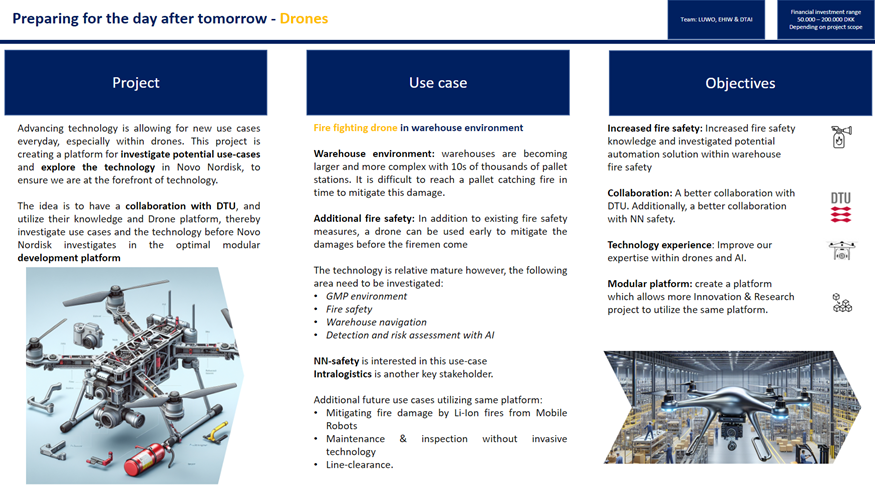 Preparing for the day after tomorrow - Drones
Team: LUWO, EHIW & DTAI
Financial investment range
50.000 – 200.000 DKK
Depending on project scope
Project
Advancing technology is allowing for new use cases
everyday, especially within drones. This project is
creating a platform for investigate potential use-cases
and explore the technology in Novo Nordisk, to
ensure we are at the forefront of technology.
The idea is to have a collaboration with DTU, and
utilize their knowledge and Drone platform, thereby
investigate use cases and the technology before Novo
Nordisk investigates in the optimal modular
development platform
Use case
Fire fighting drone in warehouse environment
Warehouse environment: warehouses are becoming
larger and more complex with 10s of thousands of pallet
stations. It is difficult to reach a pallet catching fire in
time to mitigate this damage.
Additional fire safety: In addition to existing fire safety
measures, a drone can be used early to mitigate the
damages before the firemen come
The technology is relative mature however, the following
area need to be investigated:
• GMP environment
• Fire safety
• Warehouse navigation
• Detection and risk assessment with AI
NN-safety is interested in this use-case
Intralogistics is another key stakeholder.
Additional future use cases utilizing same platform:
• Mitigating fire damage by Li-Ion fires from Mobile
Robots
• Maintenance & inspection without invasive
technology
• Line-clearance.
Objectives
Increased fire safety: Increased fire safety
knowledge and investigated potential
automation solution within warehouse
fire safety
Collaboration: A better collaboration with
DTU. Additionally, a better collaboration
with NN safety.
DTU
Technology experience: Improve our
expertise within drones and AI.
Modular platform: create a platform
which allows more Innovation & Research
project to utilize the same platform.